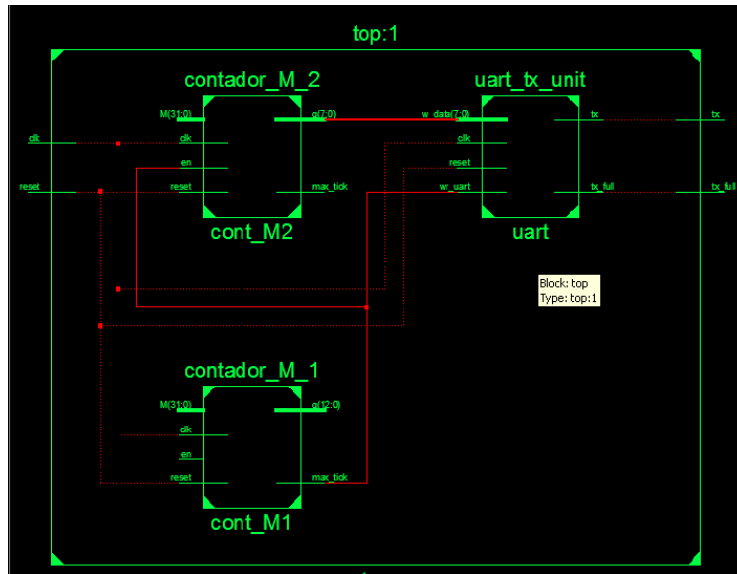 top:1
contador_M_2
M(31:0)
q(7:0)
clk
en
reset
max_tick
cont_M2
uart_tx_unit
w_data(7:0)
clk
reset
wr_uart
tx
tx_full
uart
clk
reset
tx
tx_full
Block: top
Type: top:1
contador_M_1
M(31:0)
q(12:0)
clk
en
reset
max_tick
cont_M1